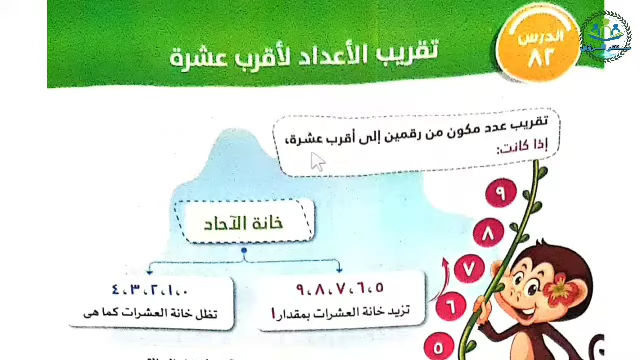 الدرس
٨٢
تقريب الأعداد لأقرب عشرة
تقريب عدد مكون من رقمين إلى أقرب عشرة،
إذا كانت:
خانة الآحاد
٥، ٦، ٧، ٨، ٩
تزيد خانة العشرات بمقدار ١
٠، ١، ٢، ٣، ٤
تظل خانة العشرات كما هى
٩
٨
٧
٦
٥